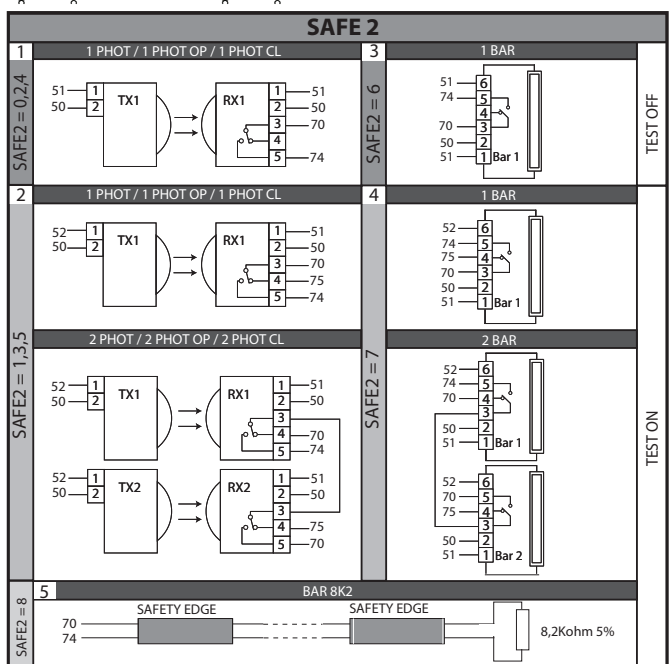 SAFE 2
1
1 PHOT / 1 PHOT OP / 1 PHOT CL
SAFE2 = 0,2,4
51 1
50 2
TX1
RX1
1 51
2 50
3 70
4
5 74
3
1 BAR
SAFE2 = 6
51 6
74 5
4
70 3
50 2
51 1 Bar 1
TEST OFF
2
1 PHOT / 1 PHOT OP / 1 PHOT CL
SAFE2 = 1,3,5
52 1
50 2
TX1
RX1
1 51
2 50
3 70
4 75
5 74
2 PHOT / 2 PHOT OP / 2 PHOT CL
52 1
50 2
TX1
RX1
1 51
2 50
3
4 70
5 74
52 1
50 2
TX2
RX2
1 51
2 50
3
4 75
5 70
4
1 BAR
SAFE2 = 7
52 6
74 5
75 4
70 3
50 2
51 1 Bar 1
2 BAR
52 6
74 5
70 4
3
50 2
51 1 Bar 1
52 6
70 5
75 4
3
50 2
51 1 Bar 2
TEST ON
5
BAR 8K2
SAFE2 = 8
70
74
SAFETY EDGE
SAFETY EDGE
8,2Kohm 5%